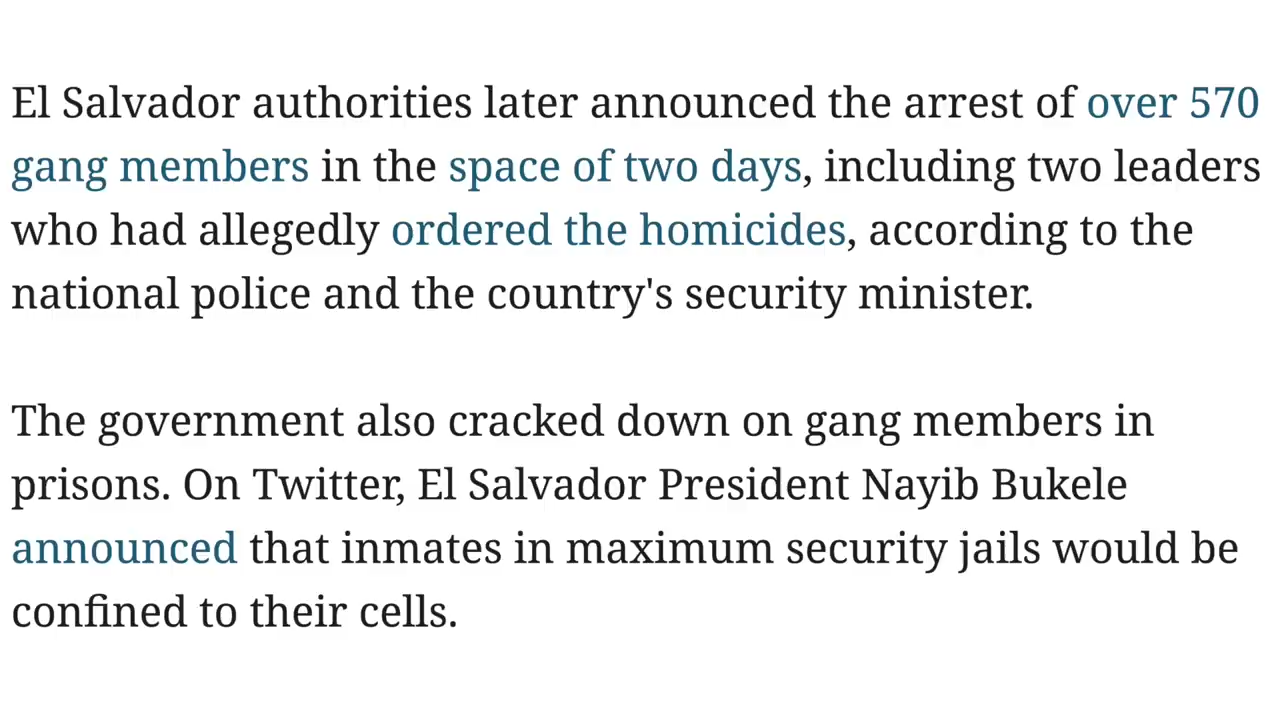 El Salvador authorities later announced the arrest of over 570
gang members in the space of two days, including two leaders
who had allegedly ordered the homicides, according to the
national police and the country's security minister.
The government also cracked down on gang members in
prisons. On Twitter, El Salvador President Nayib Bukele
announced that inmates in maximum security jails would be
confined to their cells.